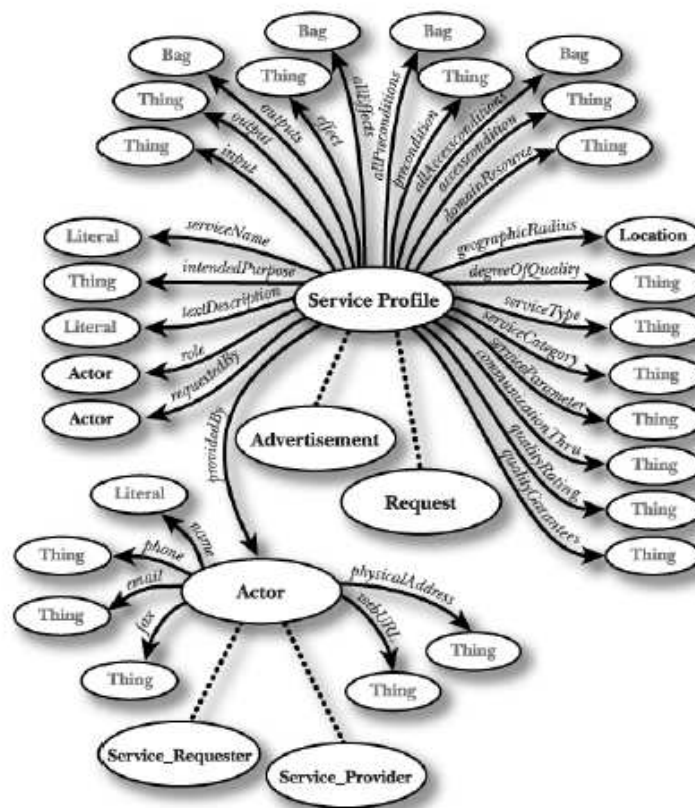 Bag
Bag
Bag
Thing
Thing
Bag
Thing
Thing
Thing
Thing
input
output
outputs
effect
allEffects
allPreconditions
precondition
allAccessconditions
accesscondition
domainResource
Literal
serviceName
geographicRadius
Location
Thing
intendedPurpose
degreeOfQuality
Thing
Service Profile
Literal
textDescription
serviceType
Thing
Actor
role
serviceCategory
Thing
Actor
requestedBy
serviceParameter
Thing
communicationThru
Thing
qualityRating
Thing
qualityGarantees
Thing
providedBy
Advertisement
Request
Literal
name
Thing
phone
Thing
email
fax
Thing
Actor
physicalAddress
Thing
webURL
Thing
Service_Requester
Service_Provider